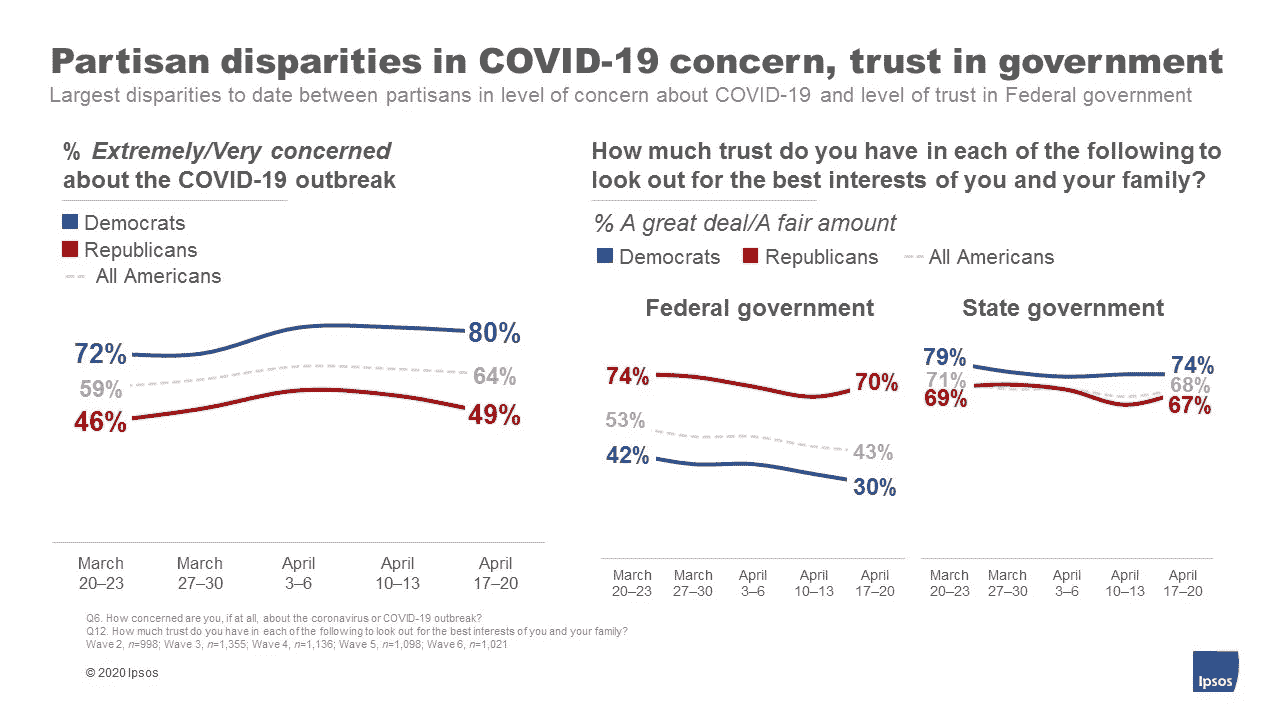 Partisan disparities in COVID-19 concern, trust in government
Largest disparities to date between partisans in level of concern about COVID-19 and level of trust in Federal government
% Extremely/Very concerned
about the COVID-19 outbreak
Democrats
Republicans
All Americans
72%
59%
46%
80%
64%
49%
March
20–23
March
27–30
April
3–6
April
10–13
April
17–20
How much trust do you have in each of the following to
look out for the best interests of you and your family?
% A great deal/A fair amount
Democrats
Republicans
All Americans
Federal government
74%
53%
42%
70%
43%
30%
March
20–23
March
27–30
April
3–6
April
10–13
April
17–20
State government
79%
71%
69%
74%
68%
67%
March
20–23
March
27–30
April
3–6
April
10–13
April
17–20
Q6. How concerned are you, if at all, about the coronavirus or COVID-19 outbreak?
Q12. How much trust do you have in each of the following to look out for the best interests of you and your family?
Wave 2, n=998; Wave 3, n=1,355; Wave 4, n=1,136; Wave 5, n=1,098; Wave 6, n=1,021
© 2020 Ipsos
Ipsos